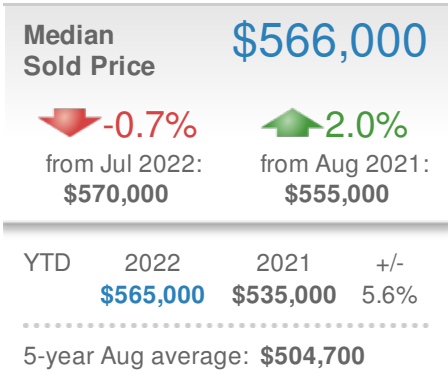 Median $566,000
Sold Price
-0.7% 2.0%
from Jul 2022: from Aug 2021:
$570,000 $555,000
YTD 2022 2021 +/-
$565,000 $535,000 5.6%
5-year Aug average: $504,700